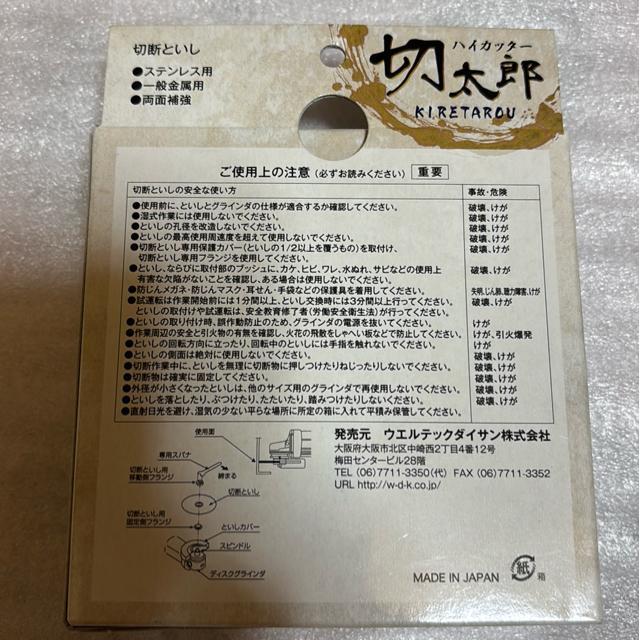 切断といし
●ステンレス用
●一般金属用
●両面補強
ハイカッター
切太郎
KIRETAROU
ご使用上の注意（必ずお読みください） 重要
切断といしの安全な使い方 事故・危険
●使用前に、といしとグラインダの仕様が適合するか確認してください。 破壊、けが
●湿式作業には使用しないでください。 破壊、けが
●といしの孔径を改造しないでください。 破壊、けが
●といしの最高使用周速度を超えて使用しないでください。 破壊、けが
●切断といし専用保護カバー（といしの1/2以上を覆うもの）を取付け、 破壊、けが
切断といし専用フランジを使用してください。
●といし、ならびに取付部のブッシュに、カケ、ヒビ、ワレ、水ぬれ、サビなどの使用上 破壊、けが
有害な欠陥がないことを確認し、ある場合は使用しないでください。
●防じんメガネ・防じんマスク・耳せん・手袋などの保護具を着用してください。 失明、じん肺、聴力障害、けが
●試運転は作業開始前には1分間以上、といし交換時には3分間以上行ってください。 破壊、けが
といしの取付けや試運転は、安全教育修了者（労働安全衛生法）が行ってください。
●といしの取り付け時、誤作動防止のため、グラインダの電源を抜いてください。 けが
●作業周辺の安全と引火物の有無を確認し、火花の飛散をしゃへい板などで防止してください。 けが、引火爆発
●といしの回転方向に立ったり、回転中のといしには手指を触れないでください。 けが
●といしの側面は絶対に使用しないでください。 破壊、けが
●切断作業中に、といしを無理に切断物に押しつけたりねじったりしないでください。 破壊、けが
●切断物は確実に固定してください。 破壊、けが
●外径が小さくなったといしは、他のサイズ用のグラインダで再使用しないでください。 破壊、けが
●といしを落としたり、ぶつけたり、たたいたり、踏みつけたりしないでください。 破壊、けが
●直射日光を避け、湿気の少ない平らな場所に所定の箱に入れて平積み保管してください。 破壊、けが
使用面
専用スパナ
締まる
切断といし用
移動側フランジ
切断といし
切断といし用
固定側フランジ
といしカバー
スピンドル
ディスクグラインダ
発売元 ウエルテックダイサン株式会社
大阪府大阪市北区中崎西2丁目4番12号
梅田センタービル28階
TEL (06)7711-3350(代) FAX (06)7711-3352
URL http://w-d-k.co.jp/
MADE IN JAPAN
紙
箱